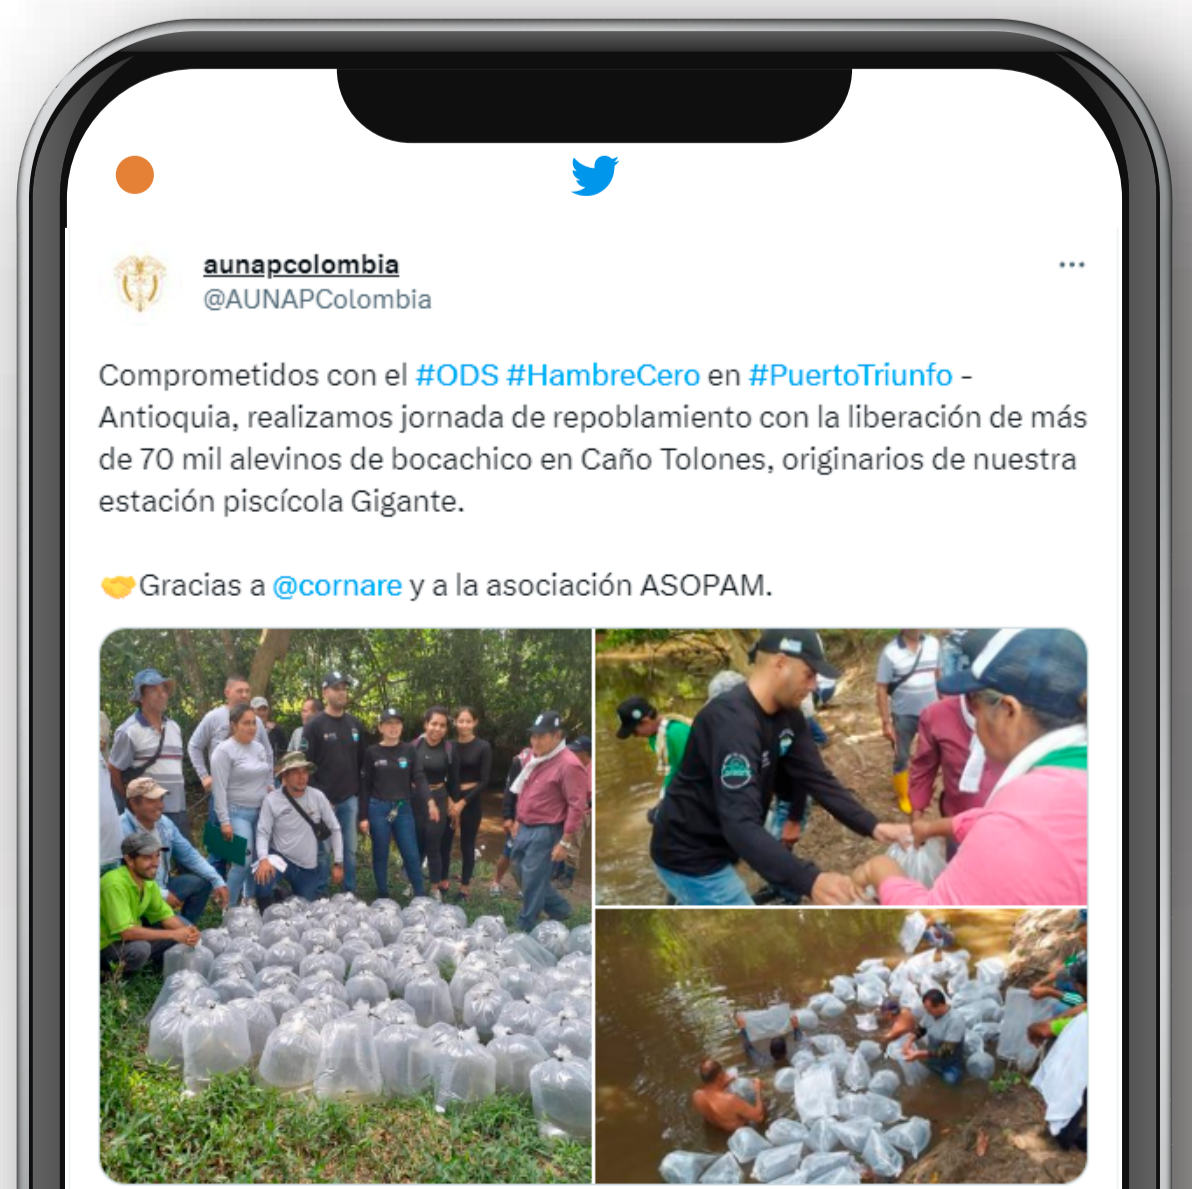 aunapcolombia
@AUNAPColombia
Comprometidos con el #ODS #HambreCero en #PuertoTriunfo -
Antioquia, realizamos jornada de repoblamiento con la liberación de más
de 70 mil alevinos de bocachico en Caño Tolones, originarios de nuestra
estación piscícola Gigante.
🤝Gracias a @cornare y a la asociación ASOPAM.